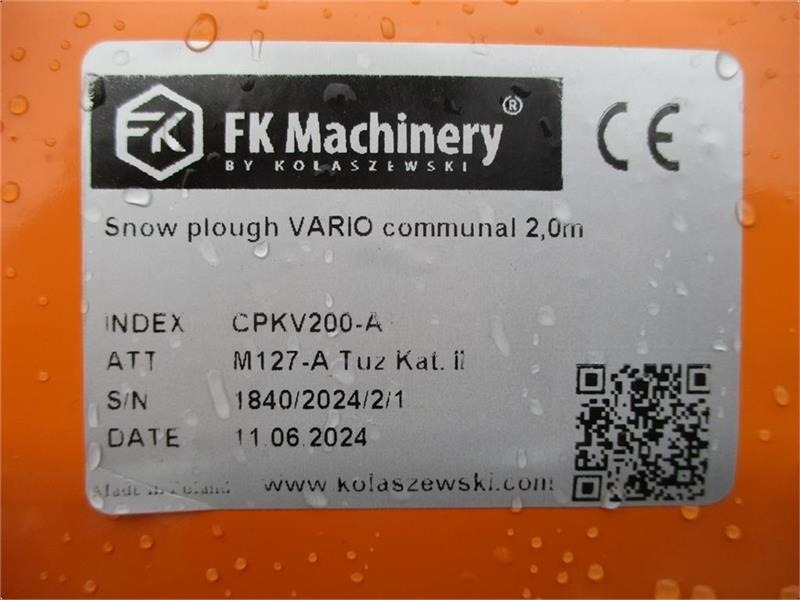 FK FK Machinery ® CE
BY KOLASZEWSKI
Snow plough VARIO communal 2,0m
INDEX CPKV200-A
ATT M127-A Tuz Kat. II
S/N 1840/2024/2/1
DATE 11.06.2024
Made in Poland www.kolaszewski.com